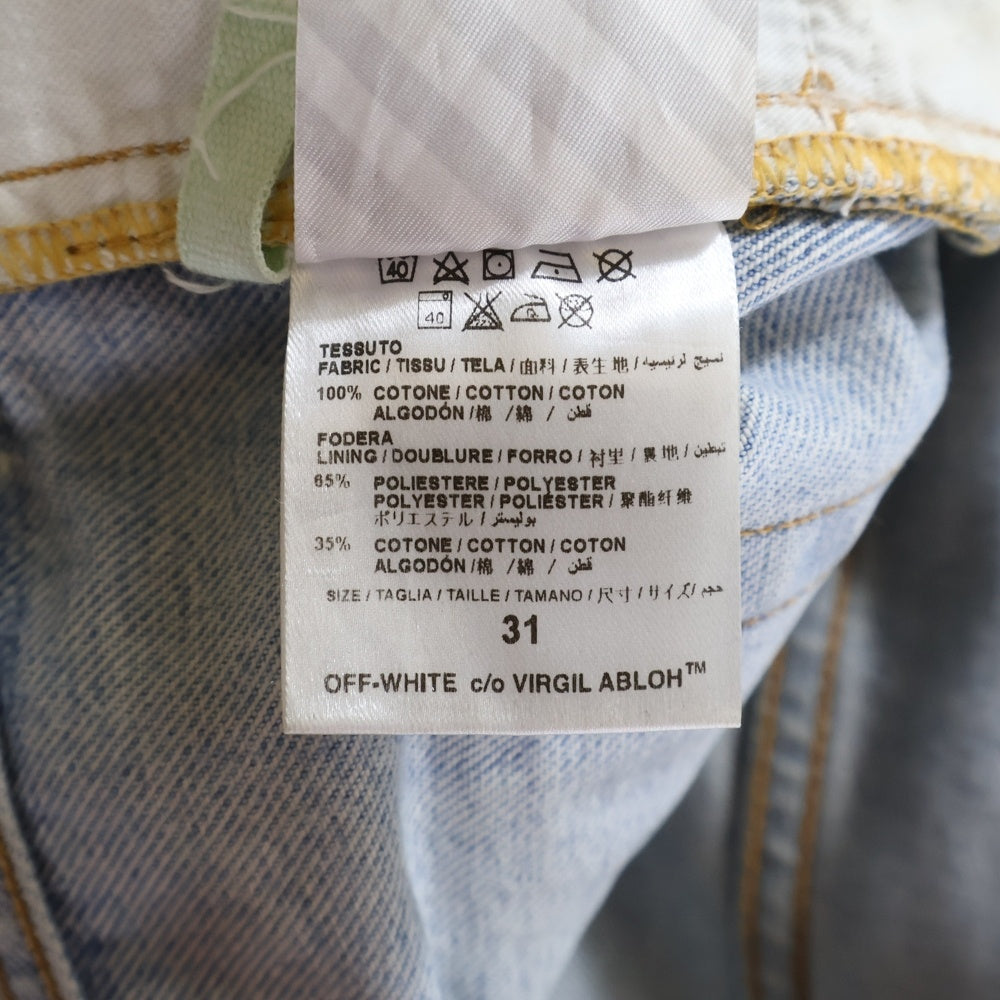 40
40
TESSUTO
FABRIC / TISSU / TELA / 面料 / 表生地 /
100% COTONE / COTTON / COTON
ALGODÓN / 棉 / 綿 / قطن
FODERA
LINING / DOUBLURE / FORRO / 衬里 / 裏地 / تبطين
65% POLIESTERE / POLYESTER
POLYESTER / POLIÉSTER / 聚酯纤维
ポリエステル / بوليستر
35% COTONE / COTTON / COTON
ALGODÓN / 棉 / 綿 / قطن
SIZE / TAGLIA / TAILLE / TAMANO / 尺寸 / サイズ / حجم
31
OFF-WHITE c/o VIRGIL ABLOH™